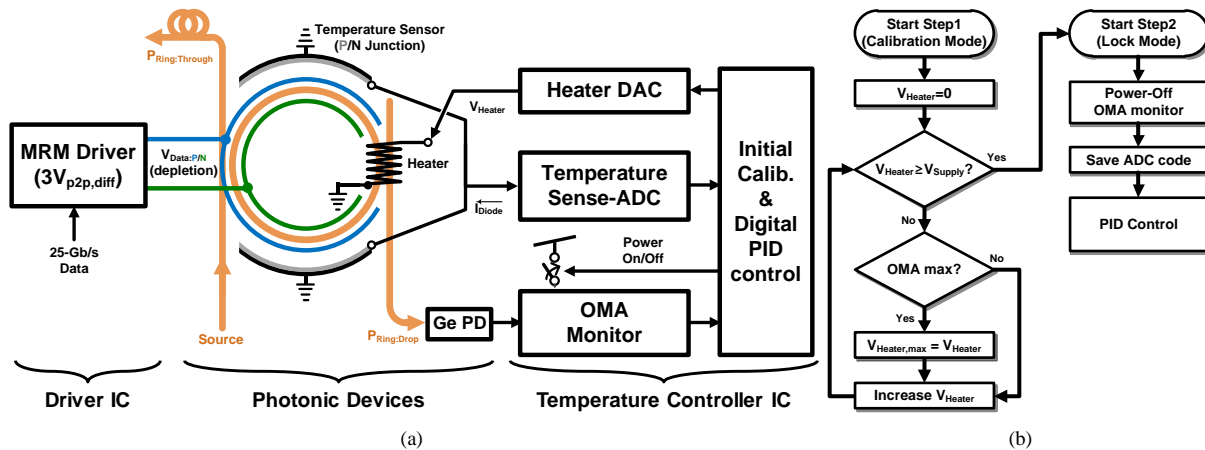 P Ring:Through
Temperature Sensor
(P/N Junction)
MRM Driver
(3Vp2p,diff)
VData:P/N
(depletion)
25-Gb/s
Data
Source
VHeater
Heater
IDiode
PRing:Drop
Ge PD
Heater DAC
Temperature
Sense-ADC
Power
On/Off
OMA
Monitor
Initial
Calib.
&
Digital
PID
control
Driver IC
Photonic Devices
Temperature Controller IC
(a)
Start Step1
(Calibration Mode)
VHeater=0
VHeater≥VSupply?
Yes
No
OMA max?
No
Yes
VHeater,max = VHeater
Increase VHeater
Start Step2
(Lock Mode)
Power-Off
OMA monitor
Save ADC code
PID Control
(b)